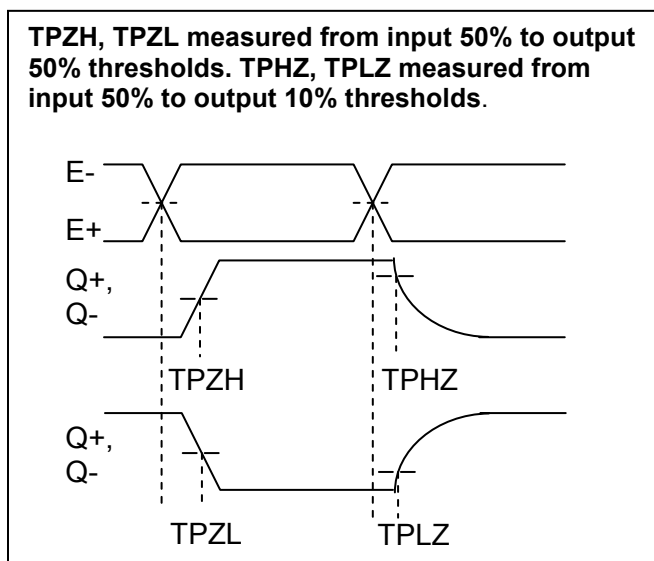 TPZH, TPZL measured from input 50% to output
50% thresholds. TPHZ, TPLZ measured from
input 50% to output 10% thresholds.
E-
E+
Q+,
Q-
TPZH
TPHZ
Q+,
Q-
TPZL
TPLZ